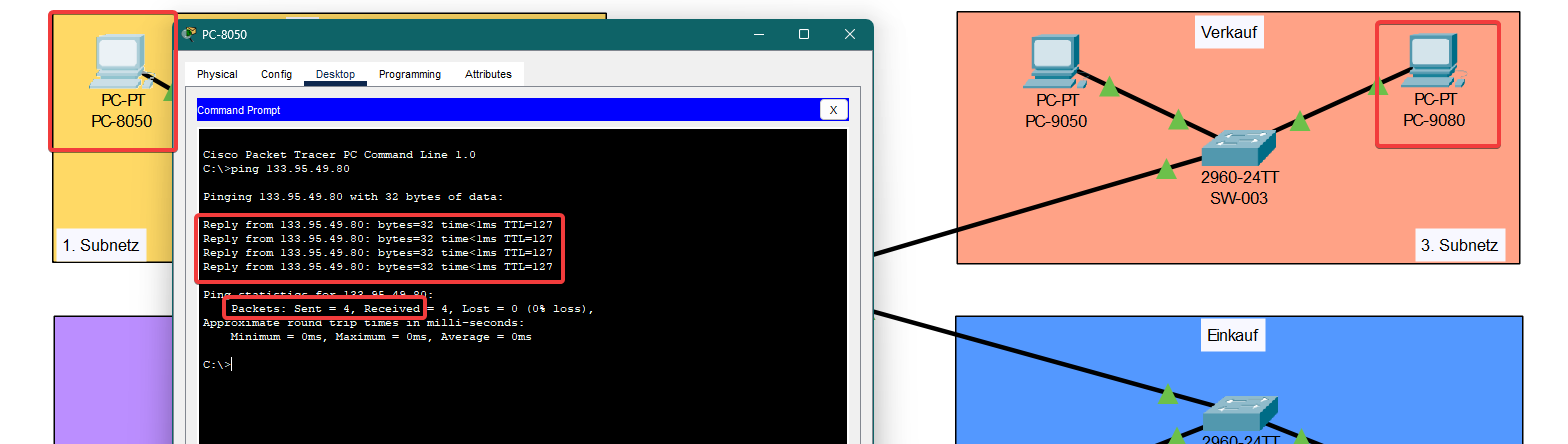 PC-PT
PC-8050
1. Subnetz
PC-8050
Physical
Config
Desktop
Programming
Attributes
Command Prompt
X
Cisco Packet Tracer PC Command Line 1.0
C:\>ping 133.95.49.80
Pinging 133.95.49.80 with 32 bytes of data:
Reply from 133.95.49.80: bytes=32 time<1ms TTL=127
Reply from 133.95.49.80: bytes=32 time<1ms TTL=127
Reply from 133.95.49.80: bytes=32 time<1ms TTL=127
Reply from 133.95.49.80: bytes=32 time<1ms TTL=127
Ping statistics for 133.95.49.80:
Packets: Sent = 4, Received = 4, Lost = 0 (0% loss),
Approximate round trip times in milli-seconds:
Minimum = 0ms, Maximum = 0ms, Average = 0ms
C:\>
Verkauf
PC-PT
PC-9050
PC-PT
PC-9080
2960-24TT
SW-003
3. Subnetz
Einkauf
2960-24TT